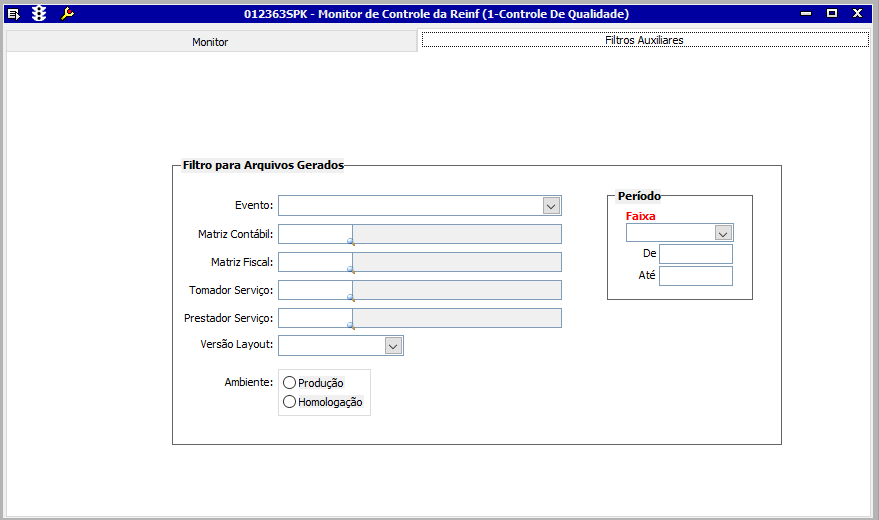 012363SPK - Monitor de Controle da Reinf (1-Controle De Qualidade)
Monitor
Filtros Auxiliares
Filtro para Arquivos Gerados
Evento:
Matriz Contábil:
Matriz Fiscal:
Tomador Serviço:
Prestador Serviço:
Versão Layout:
Ambiente:
Produção
Homologação
Período
Faixa
De
Até